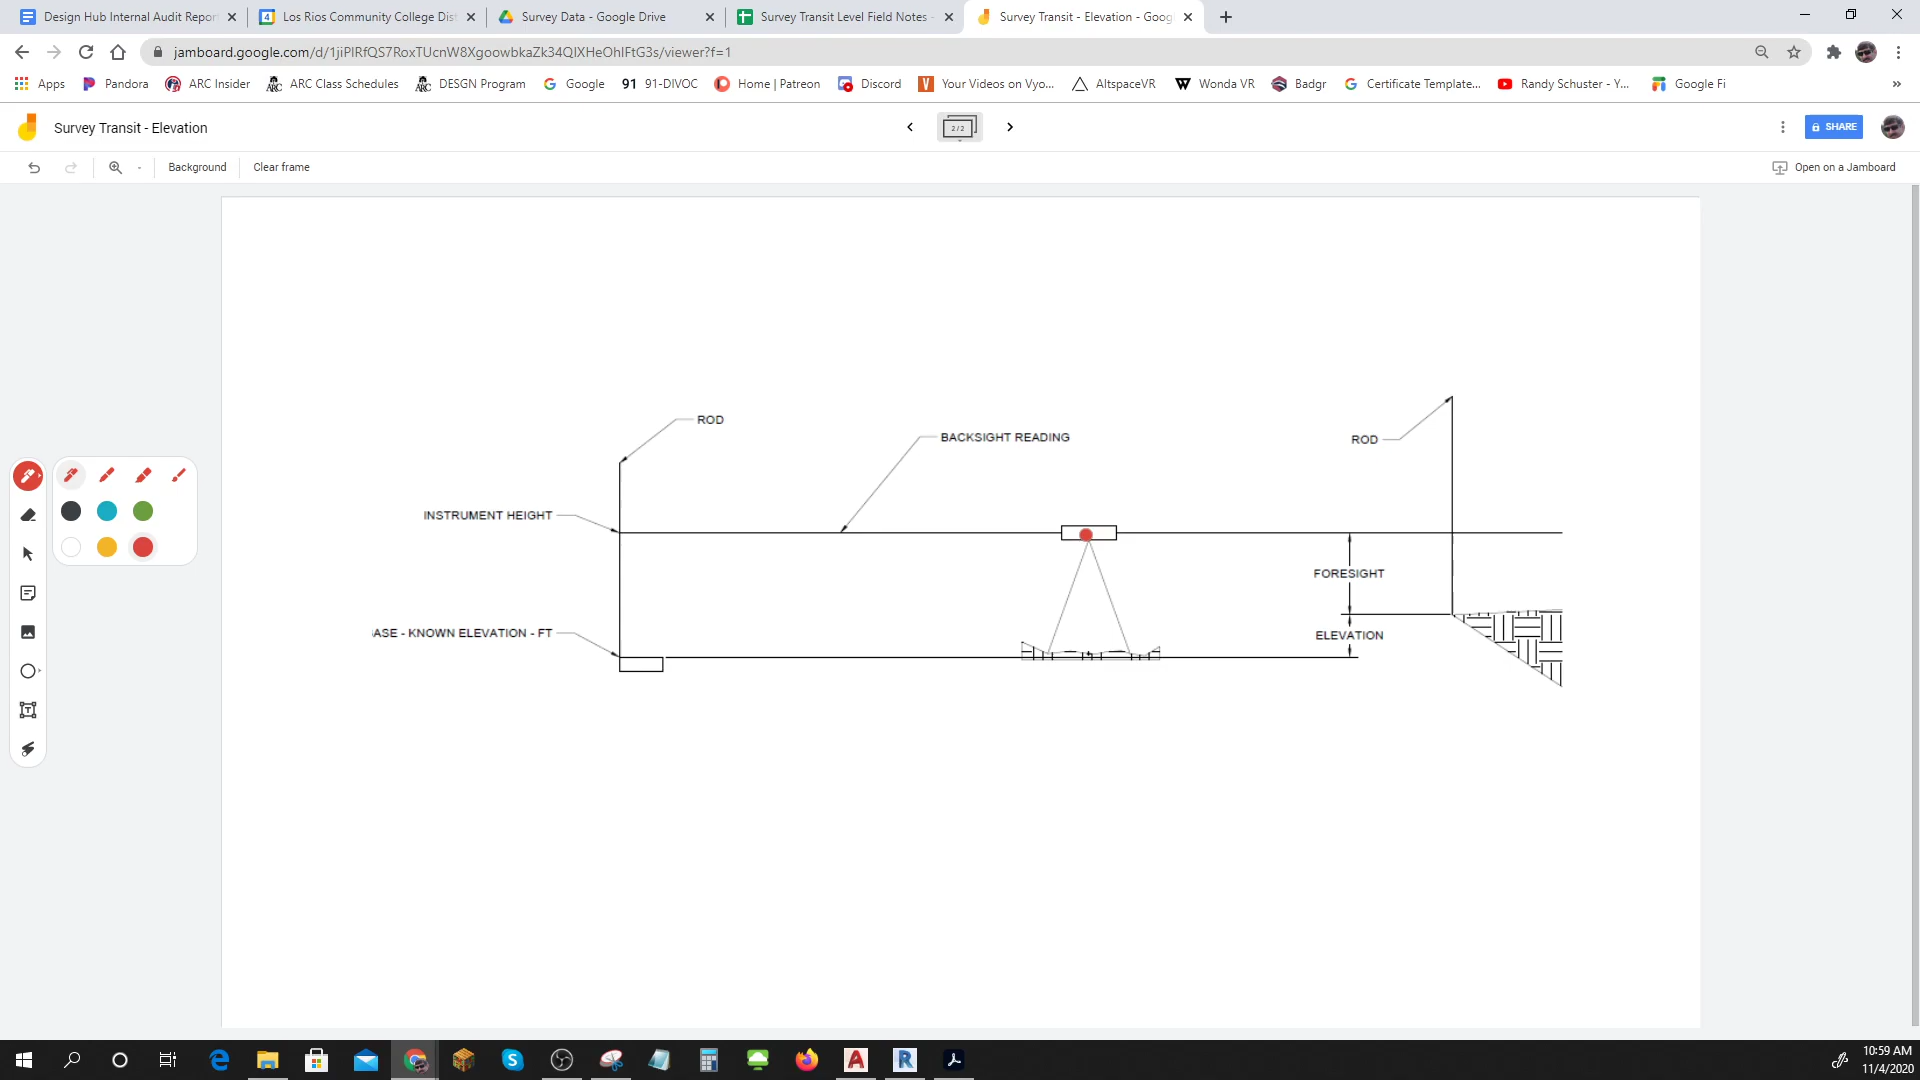 Design Hub Internal Audit Repor
Los Rios Community College Dis
Survey Data - Google Drive
Survey Transit Level Field Notes -
Survey Transit - Elevation - Goog
jamboard.google.com/d/1jiPlRfQS7RoxTUcnW8XgoowbkaZk34QlXHeOhlFtG3s/viewer?f=1
Apps
Pandora
ARC Insider
ARC Class Schedules
DESGN Program
Google
91 91-DIVOC
Home | Patreon
Discord
Your Videos on Vyo...
AltspaceVR
Wonda VR
Badgr
Certificate Template...
Randy Schuster - Y...
Google Fi
»
Survey Transit - Elevation
2 / 2
SHARE
Background
Clear frame
Open on a Jamboard
ROD
BACKSIGHT READING
ROD
INSTRUMENT HEIGHT
FORESIGHT
ASE - KNOWN ELEVATION - FT
ELEVATION
10:59 AM
11/4/2020